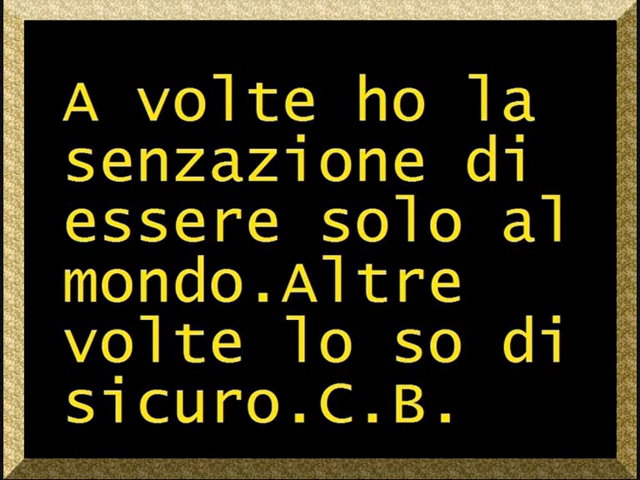 A volte ho la
senzazione di
essere solo al
mondo.Altre
volte lo so di
sicuro.C.B.